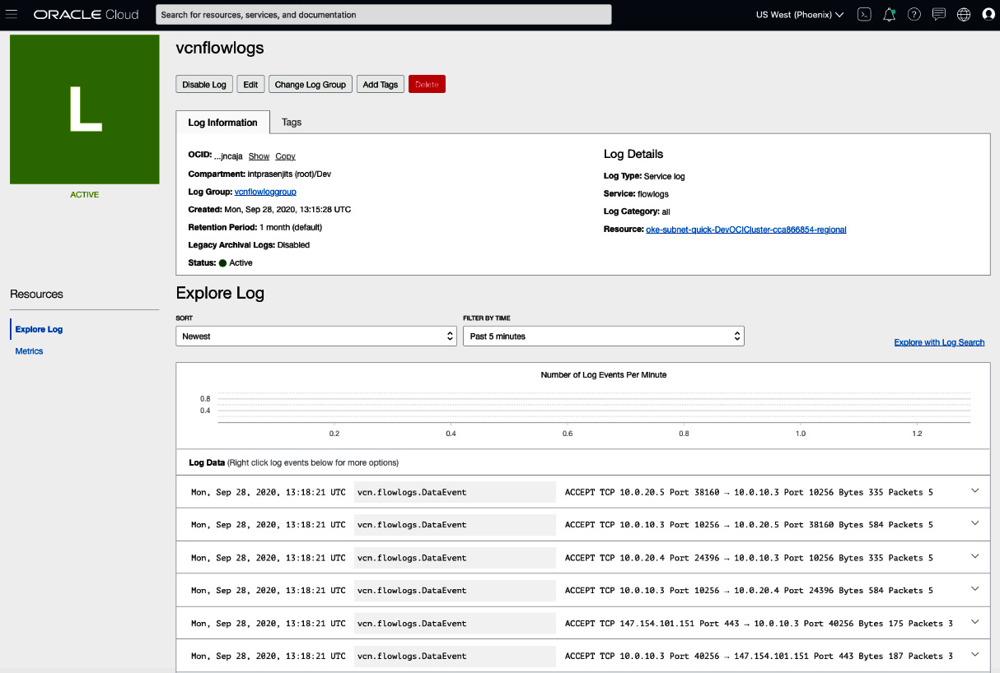 ORACLE Cloud
Search for resources, services, and documentation
US West (Phoenix)
L
ACTIVE
vcnflowlogs
Disable Log
Edit
Change Log Group
Add Tags
Delete
Log Information
Tags
OCID: ...jncaja Show Copy
Compartment: intprasenjits (root)/Dev
Log Group: vcnflowloggroup
Created: Mon, Sep 28, 2020, 13:15:28 UTC
Retention Period: 1 month (default)
Legacy Archival Logs: Disabled
Status: Active
Log Details
Log Type: Service log
Service: flowlogs
Log Category: all
Resource: oke-subnet-quick-DevOCICluster-cca866854-regional
Resources
Explore Log
Metrics
Explore Log
SORT
Newest
FILTER BY TIME
Past 5 minutes
Explore with Log Search
Number of Log Events Per Minute
0.8
0.4
0.2 0.4 0.6 0.8 1.0 1.2
Log Data (Right click log events below for more options)
Mon, Sep 28, 2020, 13:18:21 UTC vcn.flowlogs.DataEvent ACCEPT TCP 10.0.20.5 Port 38160 → 10.0.10.3 Port 10256 Bytes 335 Packets 5
Mon, Sep 28, 2020, 13:18:21 UTC vcn.flowlogs.DataEvent ACCEPT TCP 10.0.10.3 Port 10256 → 10.0.20.5 Port 38160 Bytes 584 Packets 5
Mon, Sep 28, 2020, 13:18:21 UTC vcn.flowlogs.DataEvent ACCEPT TCP 10.0.20.4 Port 24396 → 10.0.10.3 Port 10256 Bytes 335 Packets 5
Mon, Sep 28, 2020, 13:18:21 UTC vcn.flowlogs.DataEvent ACCEPT TCP 10.0.10.3 Port 10256 → 10.0.20.4 Port 24396 Bytes 584 Packets 5
Mon, Sep 28, 2020, 13:18:21 UTC vcn.flowlogs.DataEvent ACCEPT TCP 147.154.101.151 Port 443 → 10.0.10.3 Port 40256 Bytes 175 Packets 3
Mon, Sep 28, 2020, 13:18:21 UTC vcn.flowlogs.DataEvent ACCEPT TCP 10.0.10.3 Port 40256 → 147.154.101.151 Port 443 Bytes 187 Packets 3